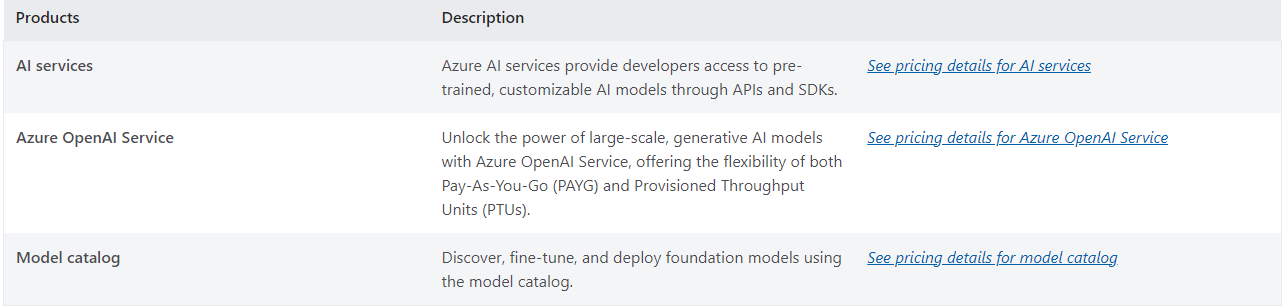 Products Description
AI services
Azure AI services provide developers access to pre-
trained, customizable AI models through APIs and SDKs.
See pricing details for AI services
Azure OpenAI Service
Unlock the power of large-scale, generative AI models
with Azure OpenAI Service, offering the flexibility of both
Pay-As-You-Go (PAYG) and Provisioned Throughput
Units (PTUs).
See pricing details for Azure OpenAI Service
Model catalog
Discover, fine-tune, and deploy foundation models using
the model catalog.
See pricing details for model catalog